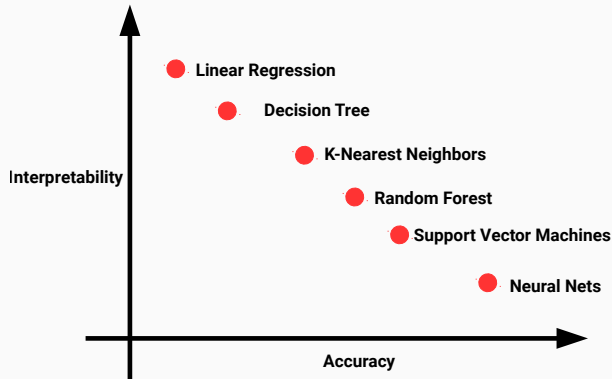 Linear Regression
Decision Tree
K-Nearest Neighbors
Interpretability
Random Forest
Support Vector Machines
Neural Nets
Accuracy